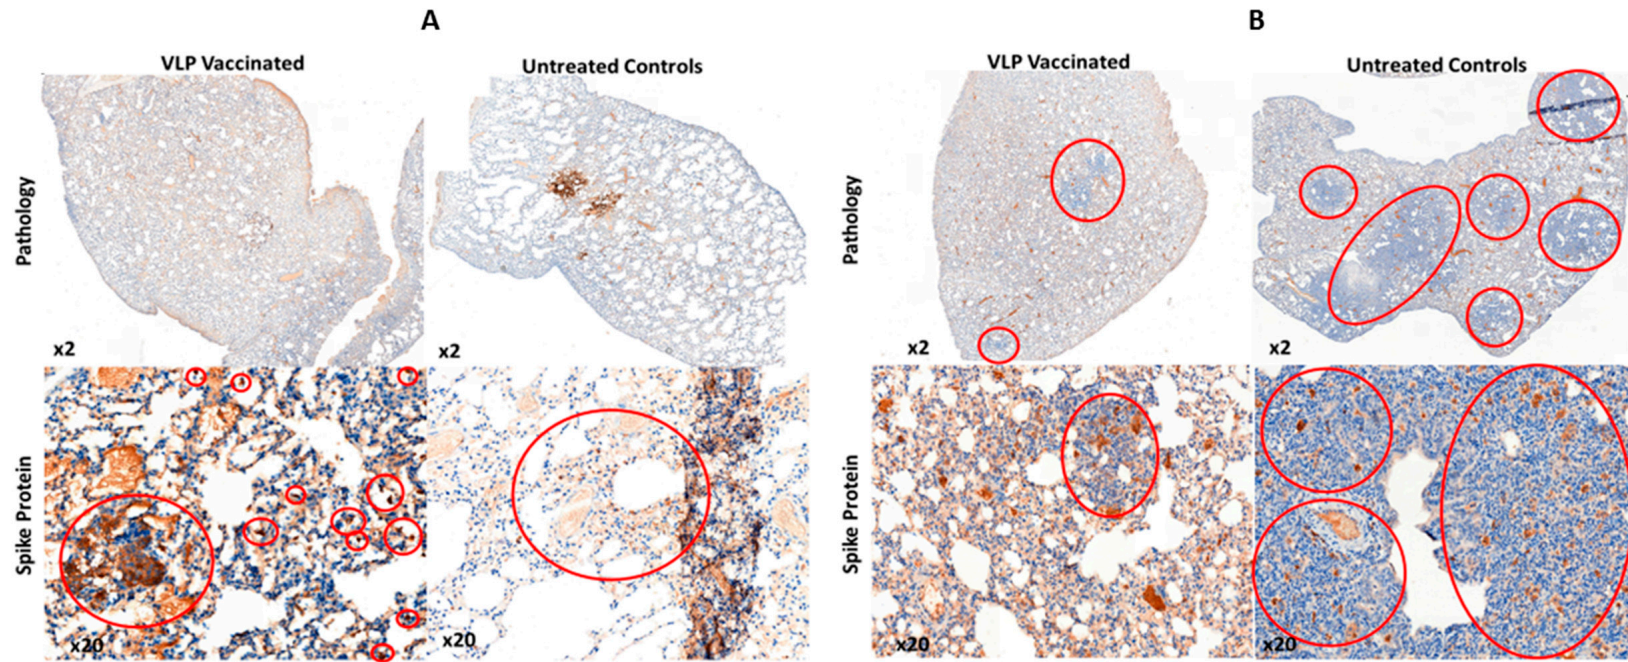 A
B
VLP Vaccinated
Untreated Controls
VLP Vaccinated
Untreated Controls
Pathology
x2
x2
Pathology
x2
x2
Spike Protein
x20
x20
Spike Protein
x20
x20